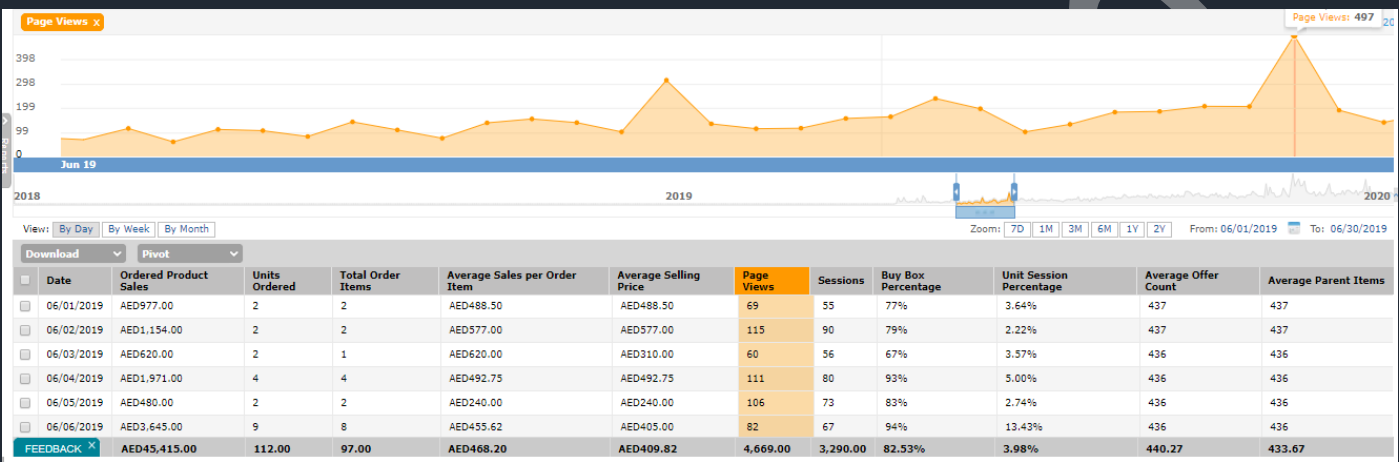 Page Views x
Page Views: 497
20
398
298
199
99
0
Jun 19
2018 2019 2020
View: By Day By Week By Month Zoom: 7D 1M 3M 6M 1Y 2Y From: 06/01/2019 To: 06/30/2019
Download Pivot
Date Ordered Product Sales Units Ordered Total Order Items Average Sales per Order Item Average Selling Price Page Views Sessions Buy Box Percentage Unit Session Percentage Average Offer Count Average Parent Items
06/01/2019 AED977.00 2 2 AED488.50 AED488.50 69 55 77% 3.64% 437 437
06/02/2019 AED1,154.00 2 2 AED577.00 AED577.00 115 90 79% 2.22% 437 437
06/03/2019 AED620.00 2 1 AED620.00 AED310.00 60 56 67% 3.57% 436 436
06/04/2019 AED1,971.00 4 4 AED492.75 AED492.75 111 80 93% 5.00% 436 436
06/05/2019 AED480.00 2 2 AED240.00 AED240.00 106 73 83% 2.74% 436 436
06/06/2019 AED3,645.00 9 8 AED455.62 AED405.00 82 67 94% 13.43% 436 436
FEEDBACK X AED45,415.00 112.00 97.00 AED468.20 AED409.82 4,669.00 3,290.00 82.53% 3.98% 440.27 433.67